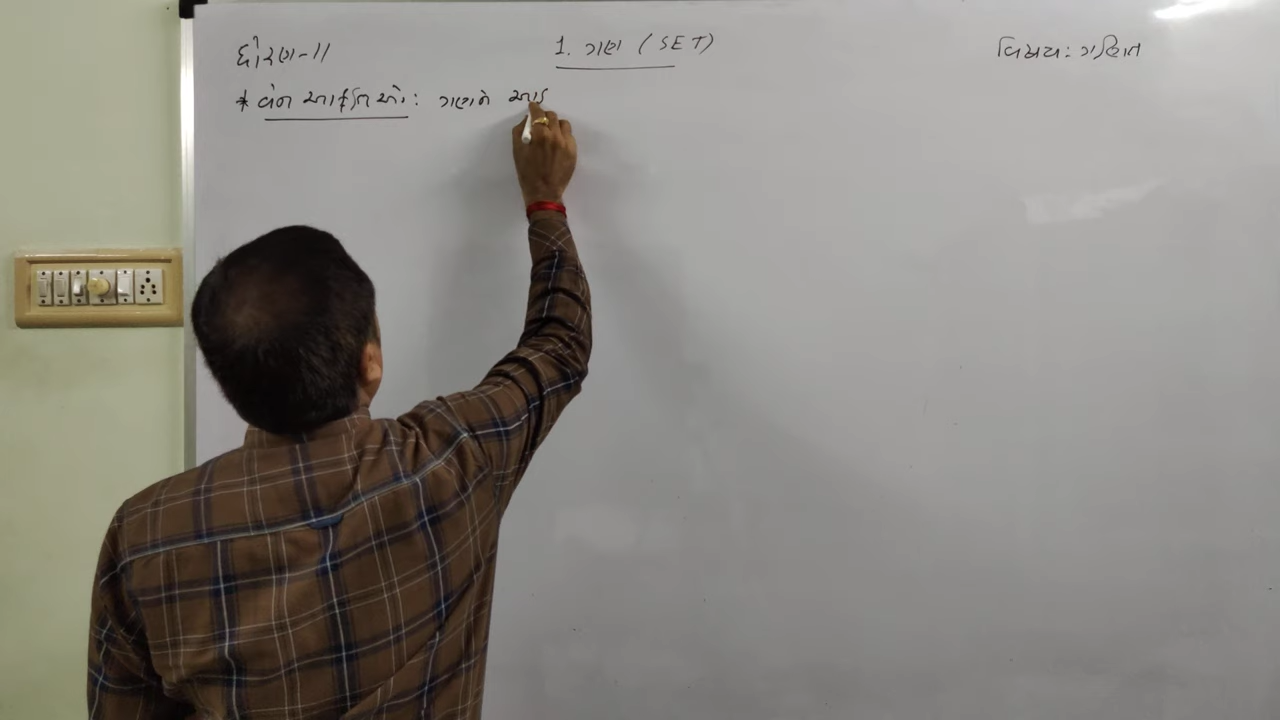 ધોરણ-11 1. ગણ (SET) વિષય: ગણિત
* વેન આકૃતિઓ: ગણને આકૃ